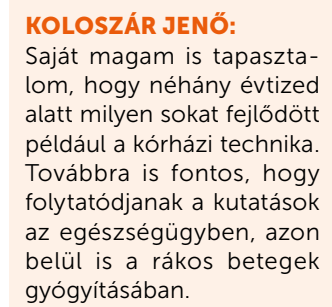 KOLOSZÁR JENŐ:
Saját magam is tapaszta-
lom, hogy néhány évtized
alatt milyen sokat fejlődött
például a kórházi technika.
Továbbra is fontos, hogy
folytatódjanak a kutatások
az egészségügyben, azon
belül is a rákos betegek
gyógyításában.